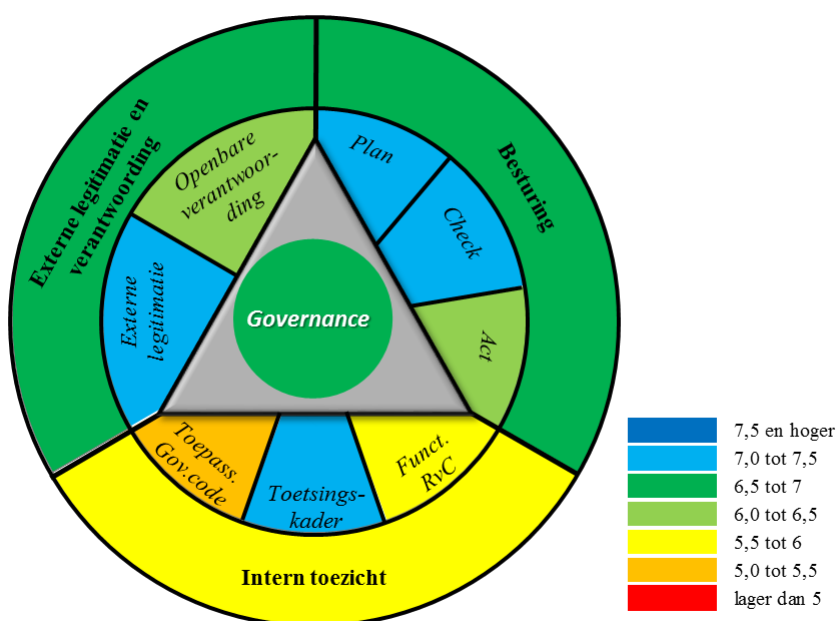 Externe legitimatie en
verantwoording
Besturing
Openbare
verantwoor-
ding
Plan
Check
Act
Externe
legitimatie
Governance
Toepass.
Gov.code
Toetsings-
kader
Funct.
RvC
Intern toezicht
7,5 en hoger
7,0 tot 7,5
6,5 tot 7
6,0 tot 6,5
5,5 tot 6
5,0 tot 5,5
lager dan 5